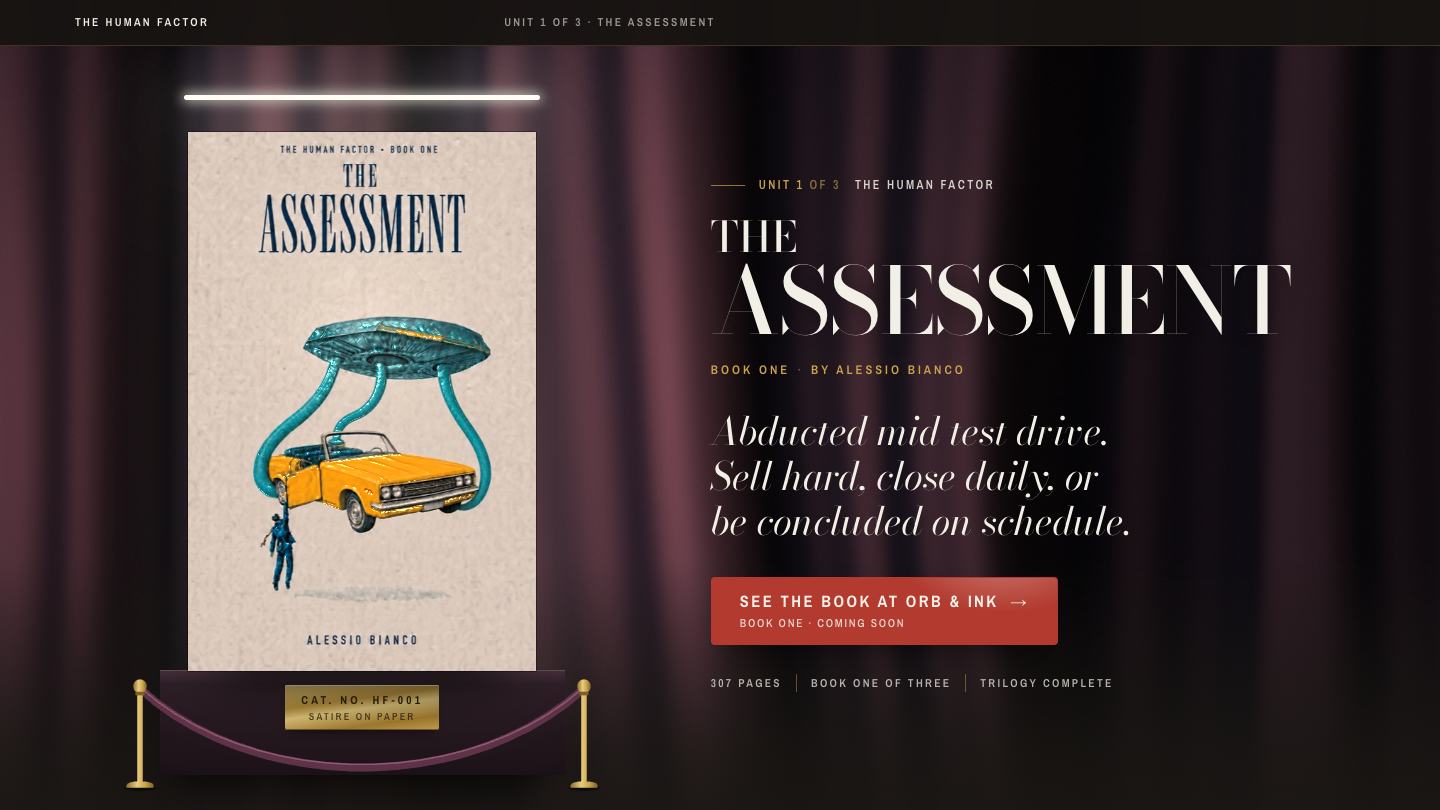 THE HUMAN FACTOR
UNIT 1 OF 3 · THE ASSESSMENT
THE HUMAN FACTOR • BOOK ONE
THE
ASSESSMENT
ALESSIO BIANCO
CAT. NO. HF-001
SATIRE ON PAPER
UNIT 1 OF 3 THE HUMAN FACTOR
THE
ASSESSMENT
BOOK ONE · BY ALESSIO BIANCO
Abducted mid test drive.
Sell hard, close daily, or
be concluded on schedule.
SEE THE BOOK AT ORB & INK →
BOOK ONE · COMING SOON
307 PAGES | BOOK ONE OF THREE | TRILOGY COMPLETE